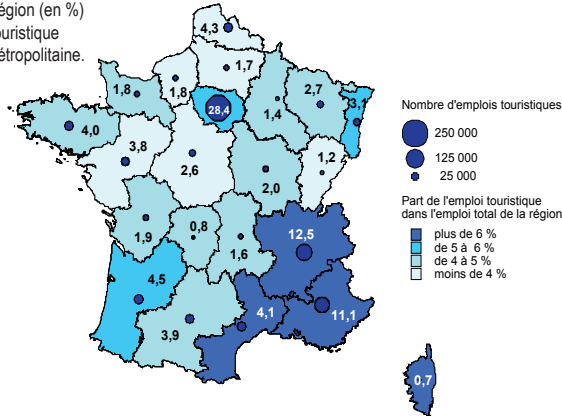 égion (en %)
ouristique
étropolitaine.
4,3
1,7
1,8
1,8
28,4
1,4
2,7
3,1
4,0
3,8
2,6
2,0
1,2
1,9
0,8
1,6
12,5
4,5
3,9
4,1
11,1
0,7
Nombre d'emplois touristiques
250 000
125 000
25 000
Part de l'emploi touristique
dans l'emploi total de la région
plus de 6 %
de 5 à 6 %
de 4 à 5 %
moins de 4 %